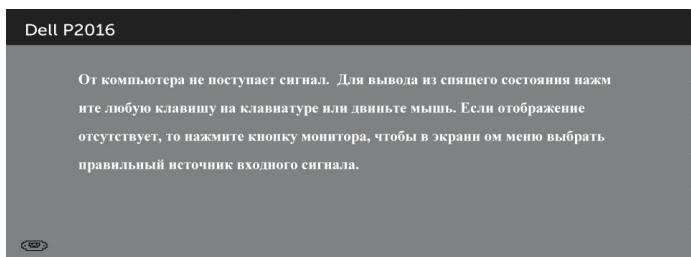 Dell P2016
От компьютера не поступает сигнал. Для вывода из спящего состояния нажм
ите любую клавишу на клавиатуре или двиньте мышь. Если отображение
отсутствует, то нажмите кнопку монитора, чтобы в экранн ом меню выбрать
правильный источник входного сигнала.